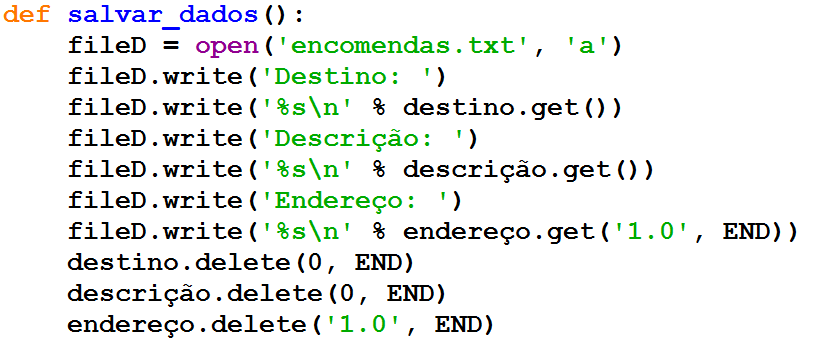 def salvar_dados():
    fileD = open('encomendas.txt', 'a')
    fileD.write('Destino: ')
    fileD.write('%s\n' % destino.get())
    fileD.write('Descrição: ')
    fileD.write('%s\n' % descrição.get())
    fileD.write('Endereço: ')
    fileD.write('%s\n' % endereço.get('1.0', END))
    destino.delete(0, END)
    descrição.delete(0, END)
    endereço.delete('1.0', END)